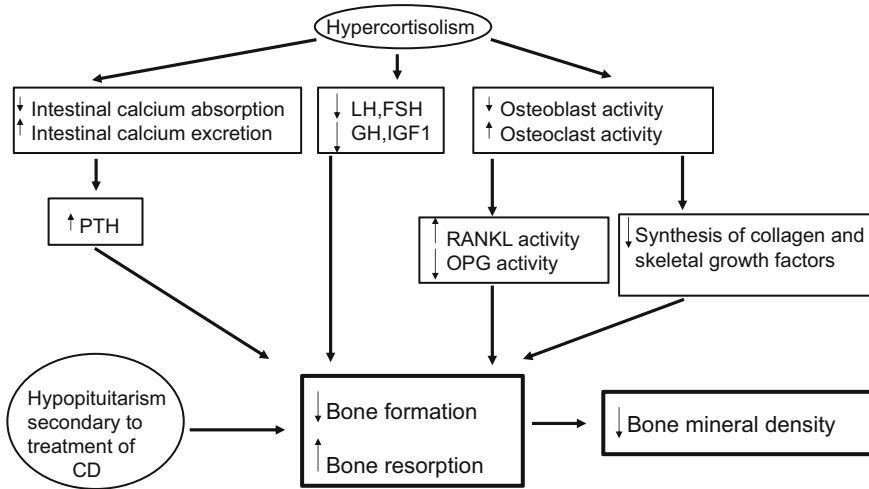 Hypercortisolism
↓ Intestinal calcium absorption
↑ Intestinal calcium excretion
↓ LH,FSH
↓ GH,IGF1
↓ Osteoblast activity
↑ Osteoclast activity
↑ PTH
↑ RANKL activity
↓ OPG activity
↓ Synthesis of collagen and
skeletal growth factors
Hypopituitarism
secondary to
treatment of
CD
↓ Bone formation
↑ Bone resorption
↓ Bone mineral density